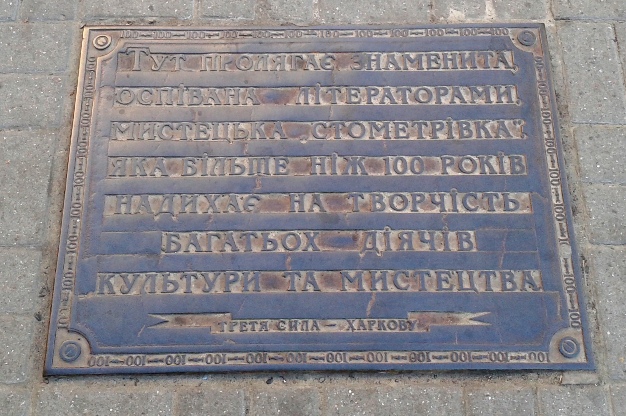 Тут пролягає знаменита,
оспівана літераторами
мистецька стометрівка,
яка більше ніж 100 років
надихає на творчість
багатьох діячів
культури та мистецтва.
третя сила – Харкову